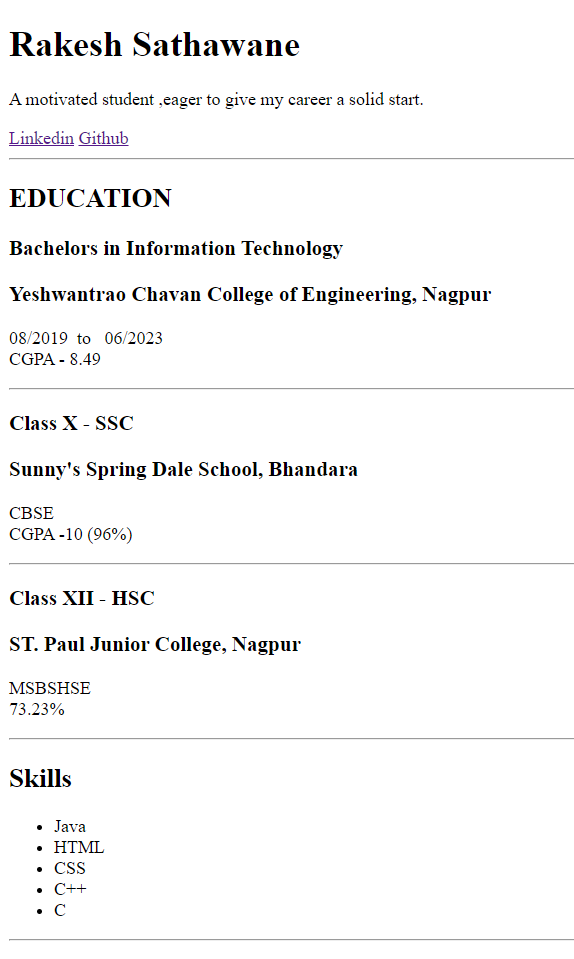 Rakesh Sathawane
A motivated student ,eager to give my career a solid start.
Linkedin Github
EDUCATION
Bachelors in Information Technology
Yeshwantrao Chavan College of Engineering, Nagpur
08/2019  to   06/2023
CGPA - 8.49
Class X - SSC
Sunny's Spring Dale School, Bhandara
CBSE
CGPA -10 (96%)
Class XII - HSC
ST. Paul Junior College, Nagpur
MSBSHSE
73.23%
Skills
• Java
• HTML
• CSS
• C++
• C